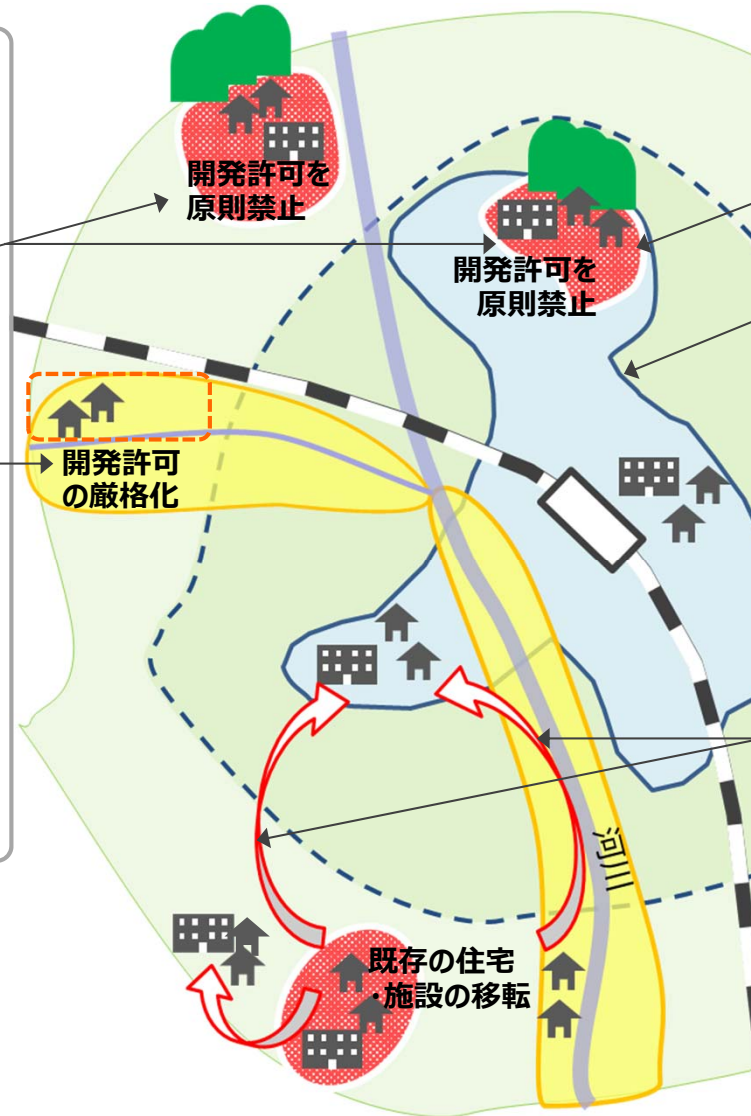 開発許可を
原則禁止
開発許可を
原則禁止
開発許可
の厳格化
河川
既存の住宅
・施設の移転